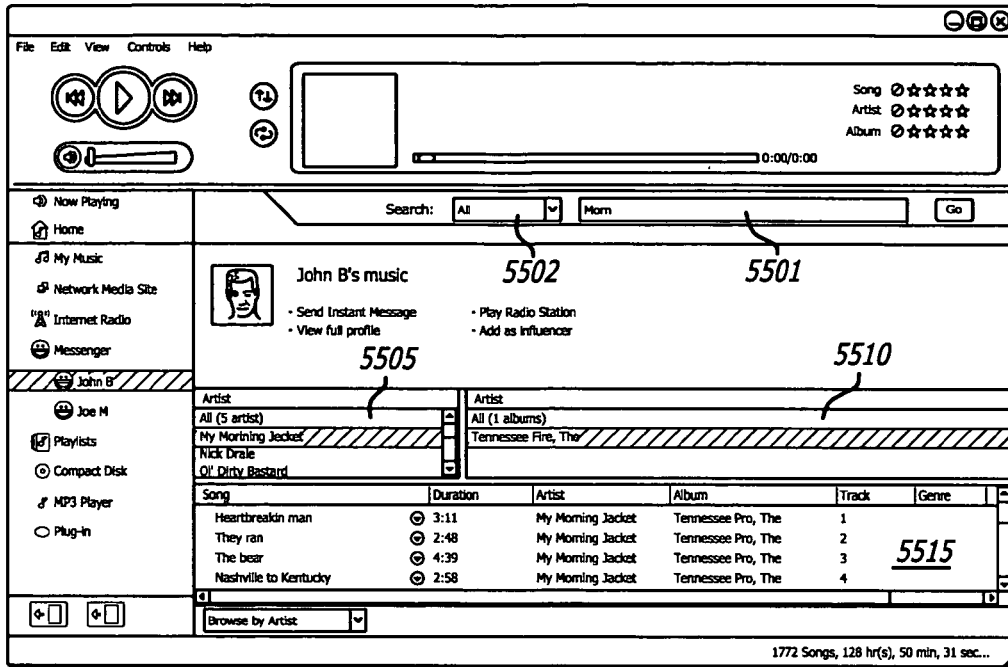 File Edit View Controls Help
Song
Artist
Album
0:00/0:00
Now Playing
Home
My Music
Network Media Site
Internet Radio
Messenger
John B
Joe M
Playlists
Compact Disk
MP3 Player
Plug-in
Search: All Morn Go
5502 5501
John B's music
- Send Instant Message - Play Radio Station
- View full profile - Add as Influencer
5505 5510
Artist Artist
All (5 artist) All (1 albums)
My Morining Jecket Tennessee Fire, The
Nick Drale
Ol' Dirty Bastard
Song Duration Artist Album Track Genre
Heartbreakin man 3:11 My Morning Jacket Tennessee Pro, The 1
They ran 2:48 My Morning Jacket Tennessee Pro, The 2
The bear 4:39 My Morning Jacket Tennessee Pro, The 3
Nashville to Kentucky 2:58 My Morning Jacket Tennessee Pro, The 4
5515
Browse by Artist
1772 Songs, 128 hr(s), 50 min, 31 sec...